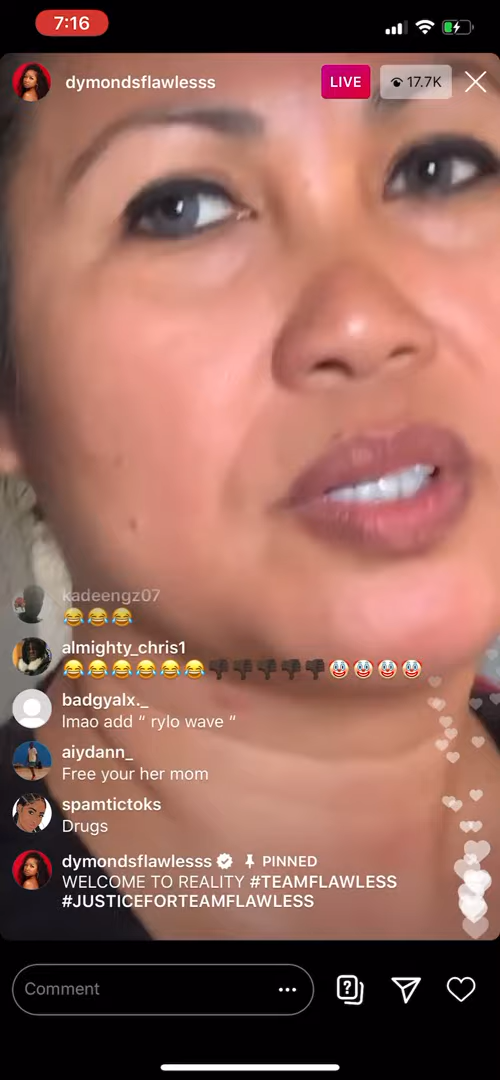 7:16
dymondsflawlesss LIVE 17.7K
kadeengz07
😂😂😂
almighty_chris1
😂😂😂😂😂😂👎🏿👎🏿👎🏿👎🏿👎🏿🤡🤡🤡🤡
badgyalx._
lmao add “ rylo wave “
aiydann_
Free your her mom
spamtictoks
Drugs
dymondsflawlesss PINNED
WELCOME TO REALITY #TEAMFLAWLESS
#JUSTICEFORTEAMFLAWLESS
Comment